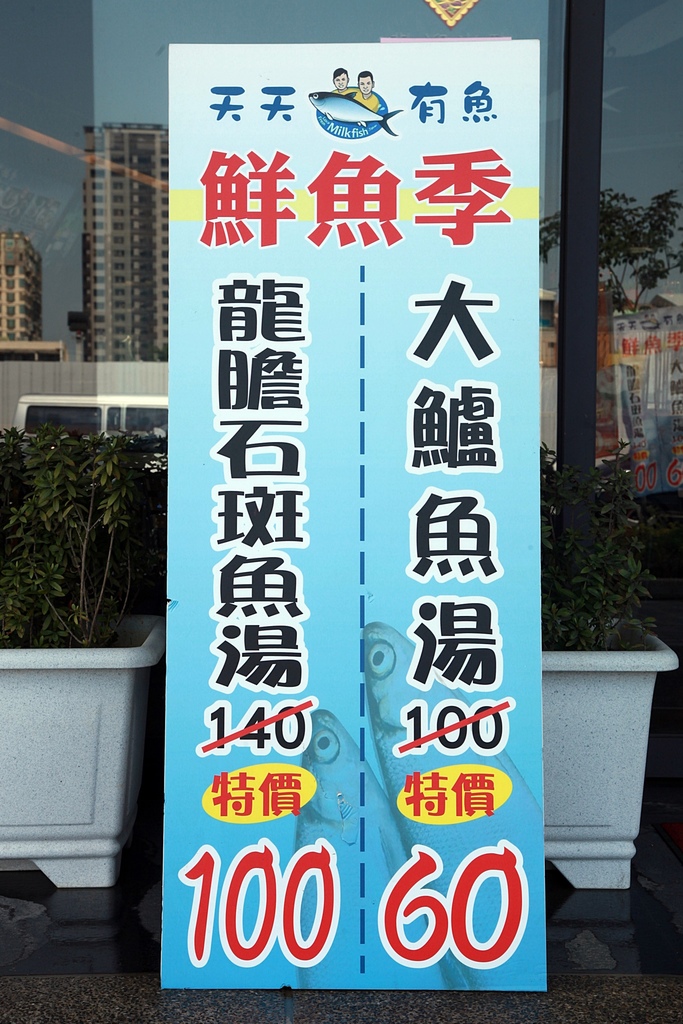 天天有魚
Milkfish
鮮魚季
大鱸魚湯
100
特價
60
龍膽石斑魚湯
140
特價
100